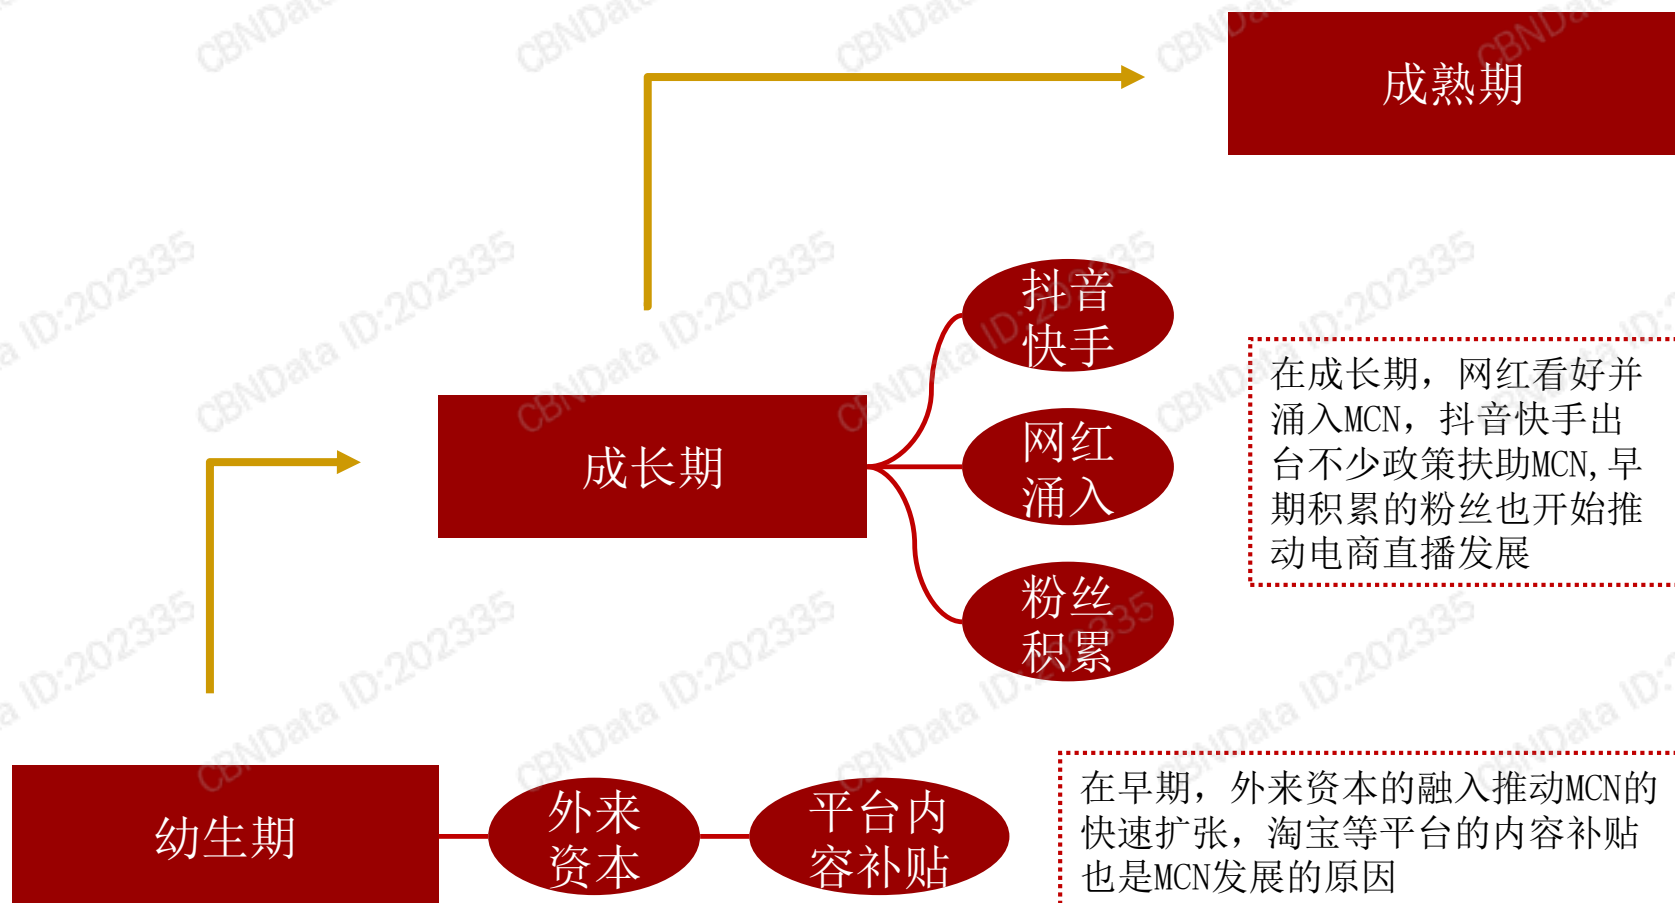 成熟期
抖音
快手
在成长期，网红看好并
涌入MCN，抖音快手出
台不少政策扶助MCN,早
期积累的粉丝也开始推
动电商直播发展
成长期
网红
涌入
粉丝
积累
幼生期
外来
资本
平台内
容补贴
在早期，外来资本的融入推动MCN的
快速扩张，淘宝等平台的内容补贴
也是MCN发展的原因
CBNData ID:202335